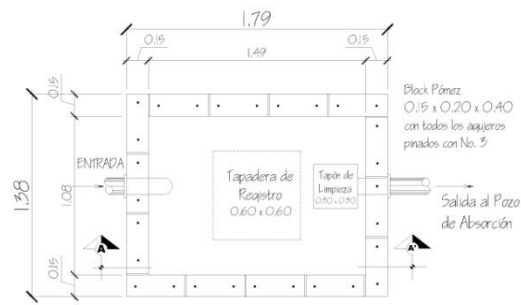 1.79
0.15
0.15
1.49
0.15
Block Pómez
0.15 x 0.20 x 0.40
con todos los agujeros
pinados con No. 3
ENTRADA
Tapadera de
Registro
0.60 x 0.60
Tapón de
Limpieza
0.30 x 0.30
1.38
1.08
Salida al Pozo
de Absorción
A
A'
0.15